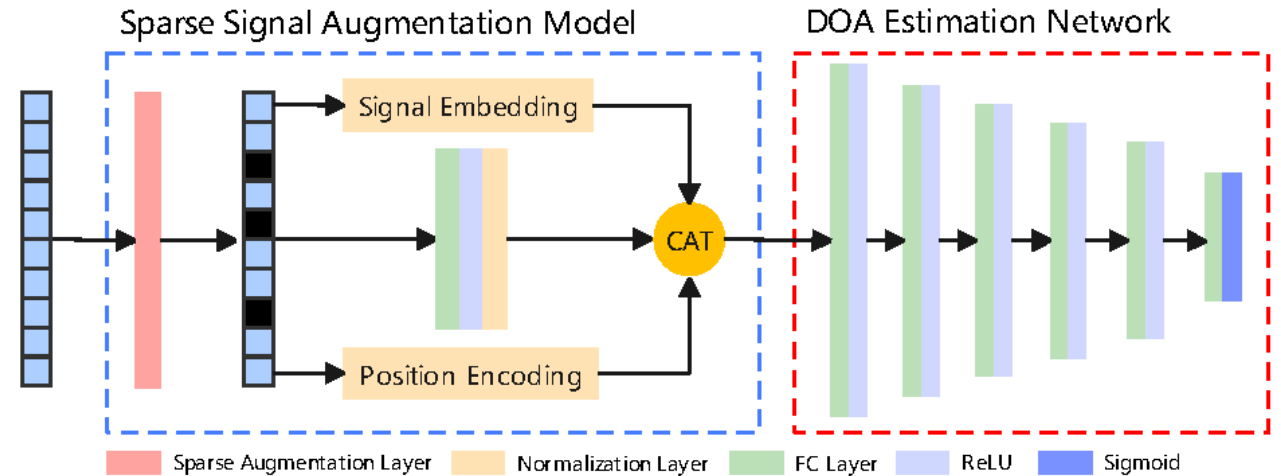 Sparse Signal Augmentation Model
DOA Estimation Network
Signal Embedding
CAT
Position Encoding
Sparse Augmentation Layer
Normalization Layer
FC Layer
ReLU
Sigmoid